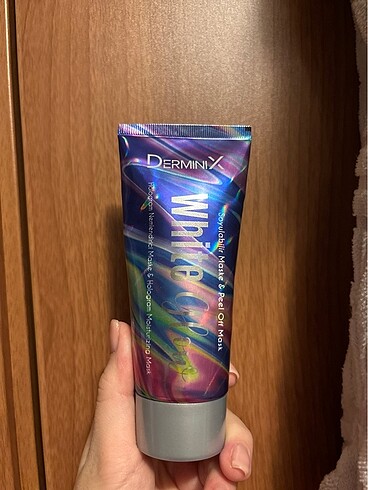 DERMINIX
White Glow
Soyulabilir Maske & Peel Off Mask
Hologram Nemlendirici Maske & Hologram Moisturizing Mask